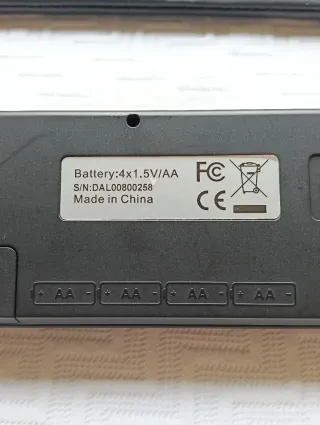 Battery:4x1.5V/AA
S/N:DAL00800258
Made in China
FC
CE
+ AA - + AA - + AA - + AA -